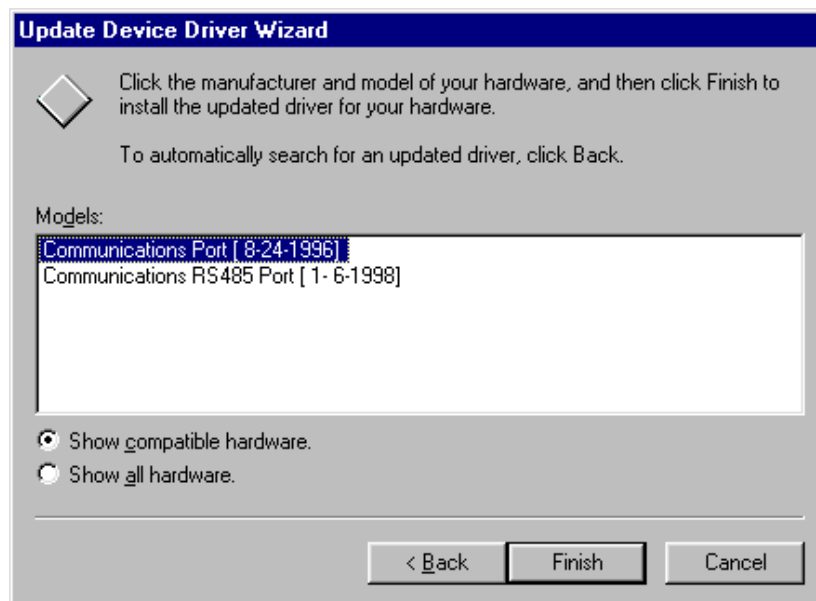 Update Device Driver Wizard
Click the manufacturer and model of your hardware, and then click Finish to
install the updated driver for your hardware.
To automatically search for an updated driver, click Back.
Models:
Communications Port [ 8-24-1996]
Communications RS485 Port [ 1- 6-1998]
Show compatible hardware.
Show all hardware.
< Back Finish Cancel